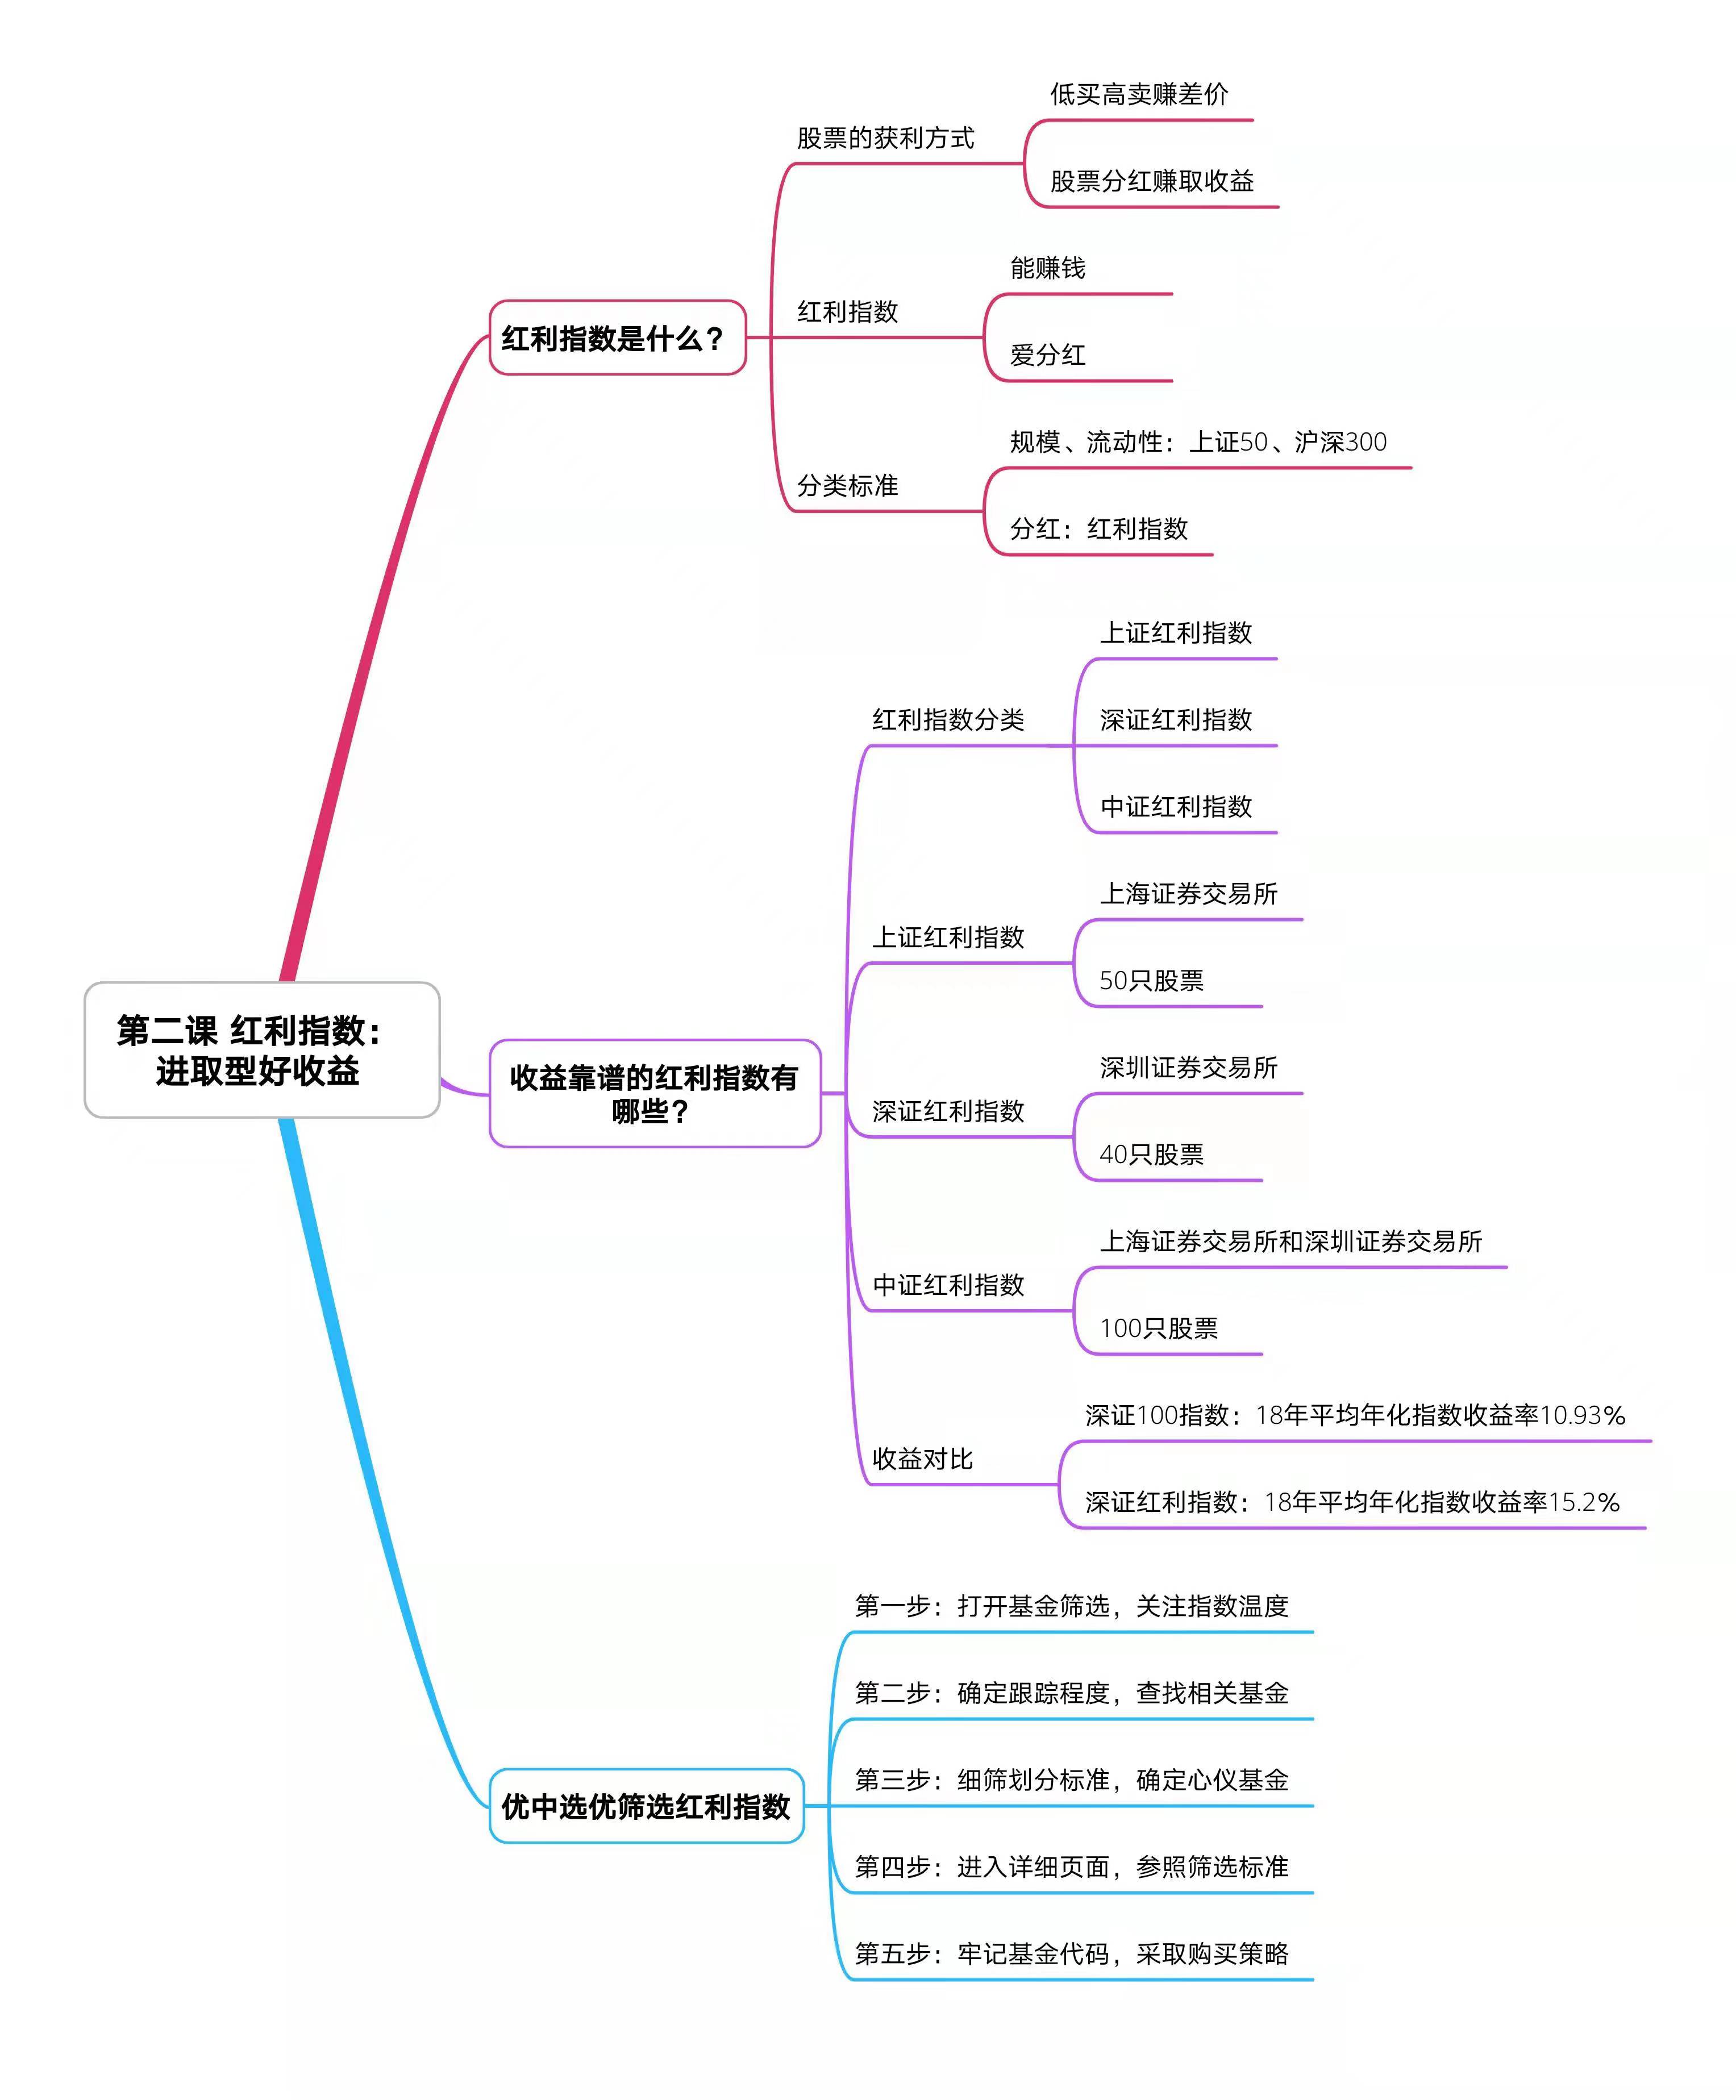 第二课 红利指数：
进取型好收益
红利指数是什么？
股票的获利方式
低买高卖赚差价
股票分红赚取收益
红利指数
能赚钱
爱分红
分类标准
规模、流动性：上证50、沪深300
分红：红利指数
收益靠谱的红利指数有
哪些？
红利指数分类
上证红利指数
深证红利指数
中证红利指数
上证红利指数
上海证券交易所
50只股票
深证红利指数
深圳证券交易所
40只股票
中证红利指数
上海证券交易所和深圳证券交易所
100只股票
收益对比
深证100指数：18年平均年化指数收益率10.93%
深证红利指数：18年平均年化指数收益率15.2%
优中选优筛选红利指数
第一步：打开基金筛选，关注指数温度
第二步：确定跟踪程度，查找相关基金
第三步：细筛划分标准，确定心仪基金
第四步：进入详细页面，参照筛选标准
第五步：牢记基金代码，采取购买策略